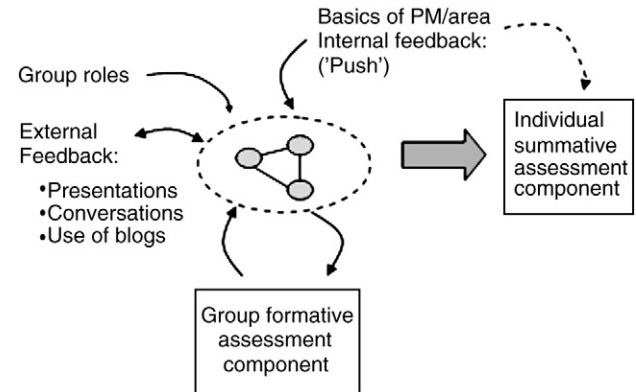 Basics of PM/area
Internal feedback:
('Push')
Group roles
External
Feedback:
•Presentations
•Conversations
•Use of blogs
Individual
summative
assessment
component
Group formative
assessment
component